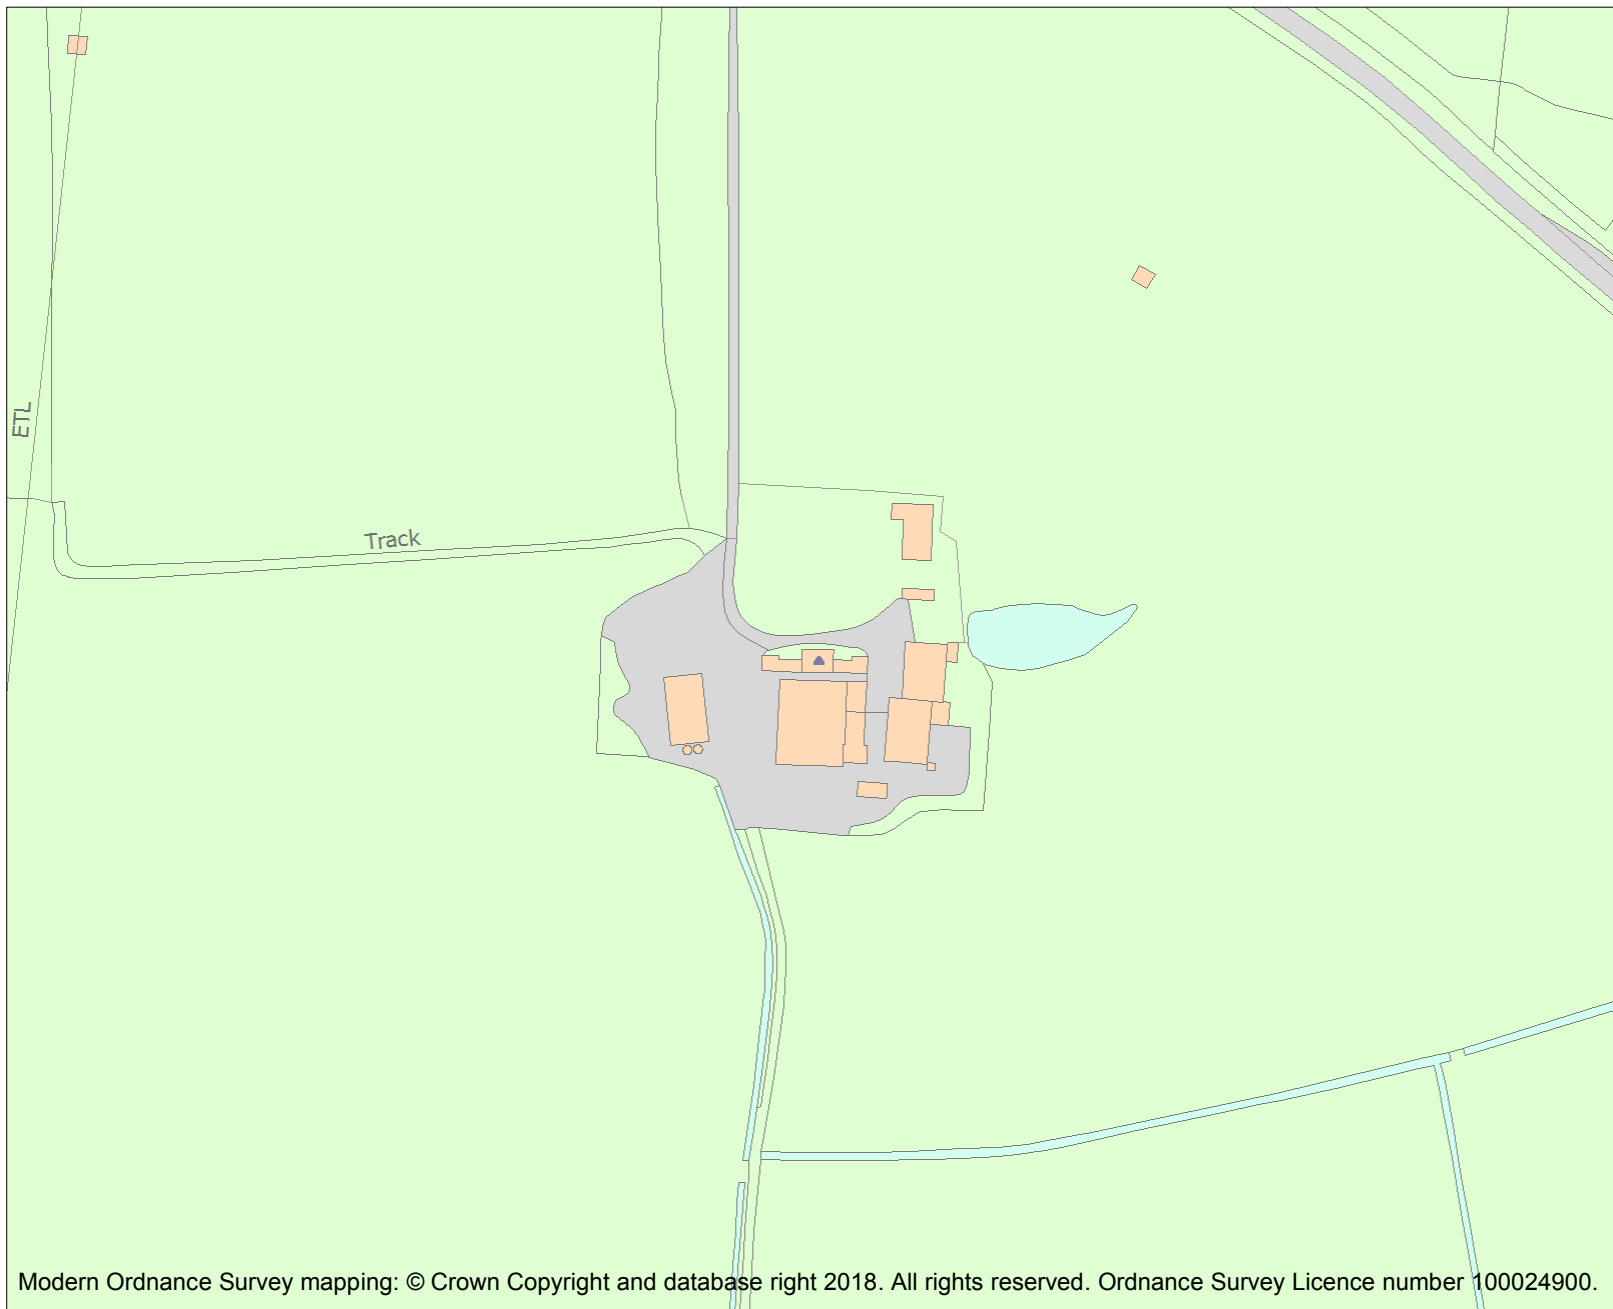 ETL
Track
Modern Ordnance Survey mapping: © Crown Copyright and database right 2018. All rights reserved. Ordnance Survey Licence number 100024900.